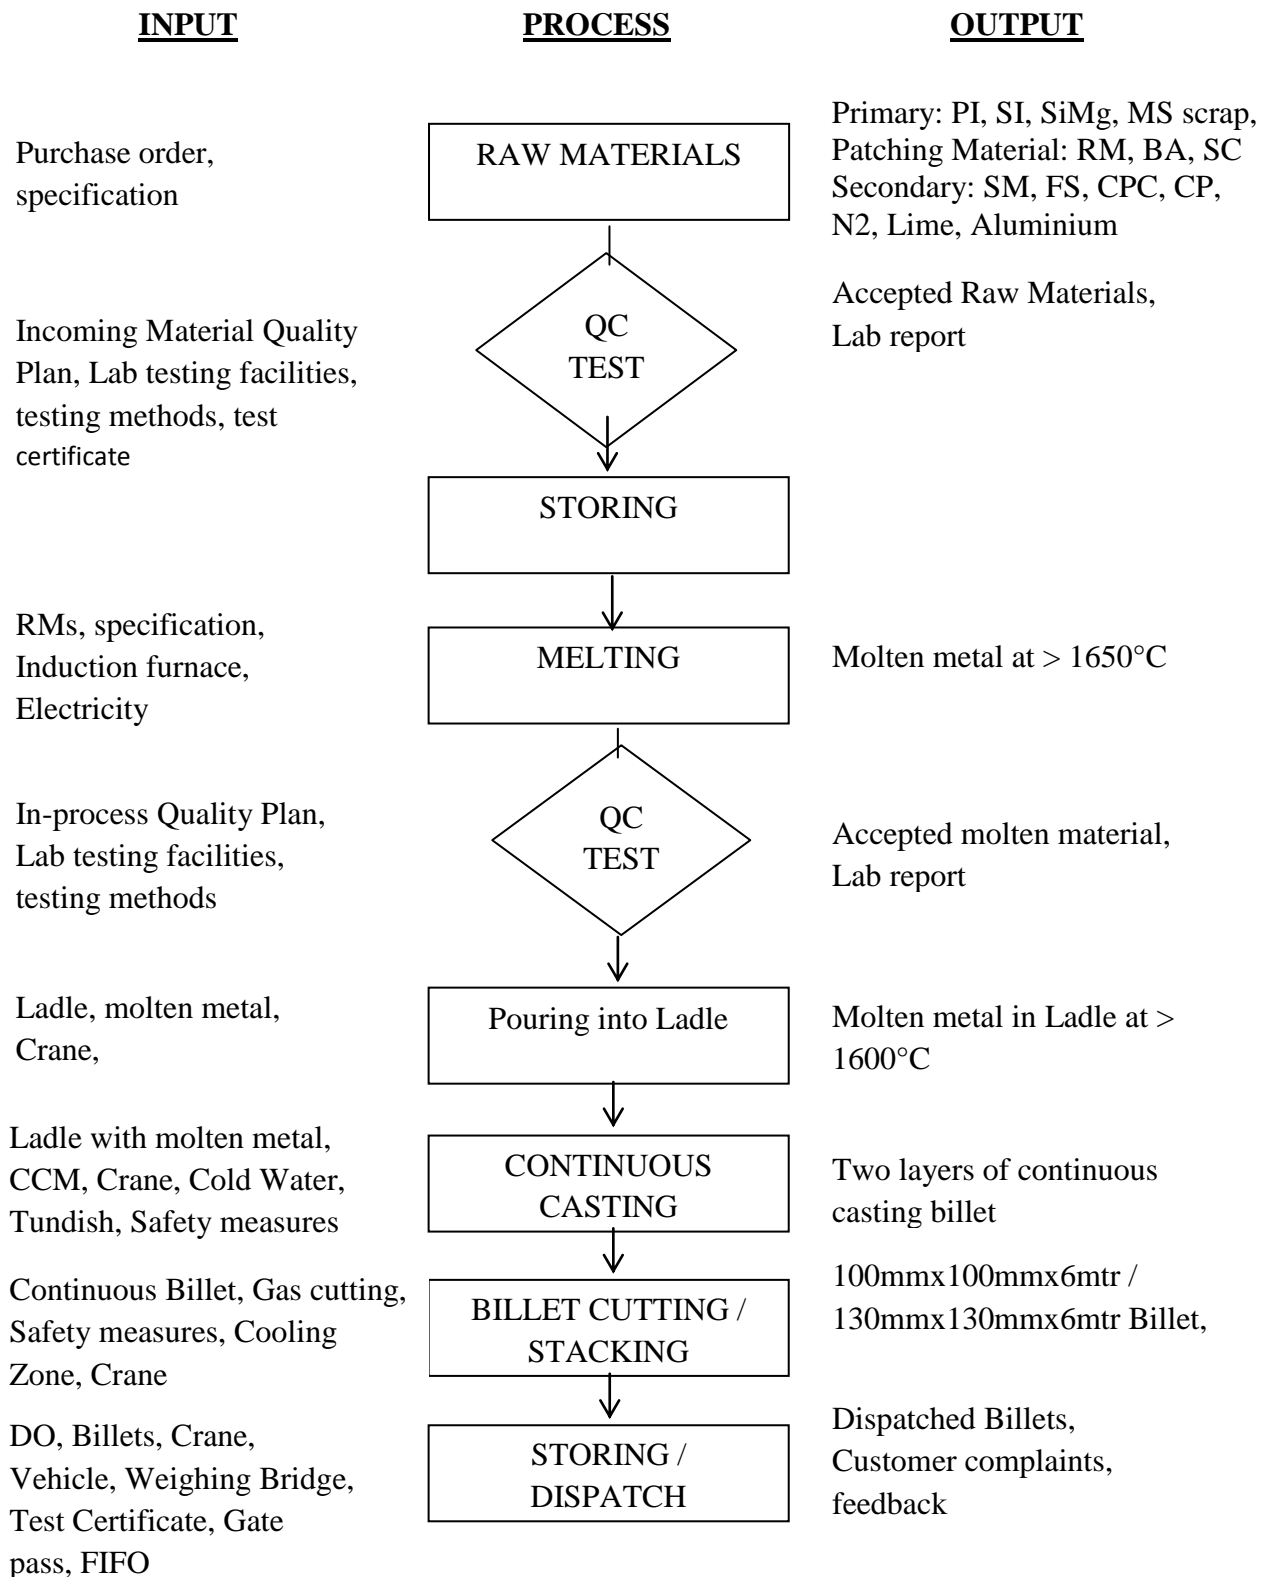 INPUT
PROCESS
OUTPUT
Purchase order,
specification
RAW MATERIALS
Primary: PI, SI, SiMg, MS scrap,
Patching Material: RM, BA, SC
Secondary: SM, FS, CPC, CP,
N2, Lime, Aluminium
Incoming Material Quality
Plan, Lab testing facilities,
testing methods, test
certificate
QC
TEST
Accepted Raw Materials,
Lab report
STORING
RMs, specification,
Induction furnace,
Electricity
MELTING
Molten metal at > 1650°C
In-process Quality Plan,
Lab testing facilities,
testing methods
QC
TEST
Accepted molten material,
Lab report
Ladle, molten metal,
Crane,
Pouring into Ladle
Molten metal in Ladle at >
1600°C
Ladle with molten metal,
CCM, Crane, Cold Water,
Tundish, Safety measures
CONTINUOUS
CASTING
Two layers of continuous
casting billet
Continuous Billet, Gas cutting,
Safety measures, Cooling
Zone, Crane
BILLET CUTTING /
STACKING
100mmx100mmx6mtr /
130mmx130mmx6mtr Billet,
DO, Billets, Crane,
Vehicle, Weighing Bridge,
Test Certificate, Gate
pass, FIFO
STORING /
DISPATCH
Dispatched Billets,
Customer complaints,
feedback